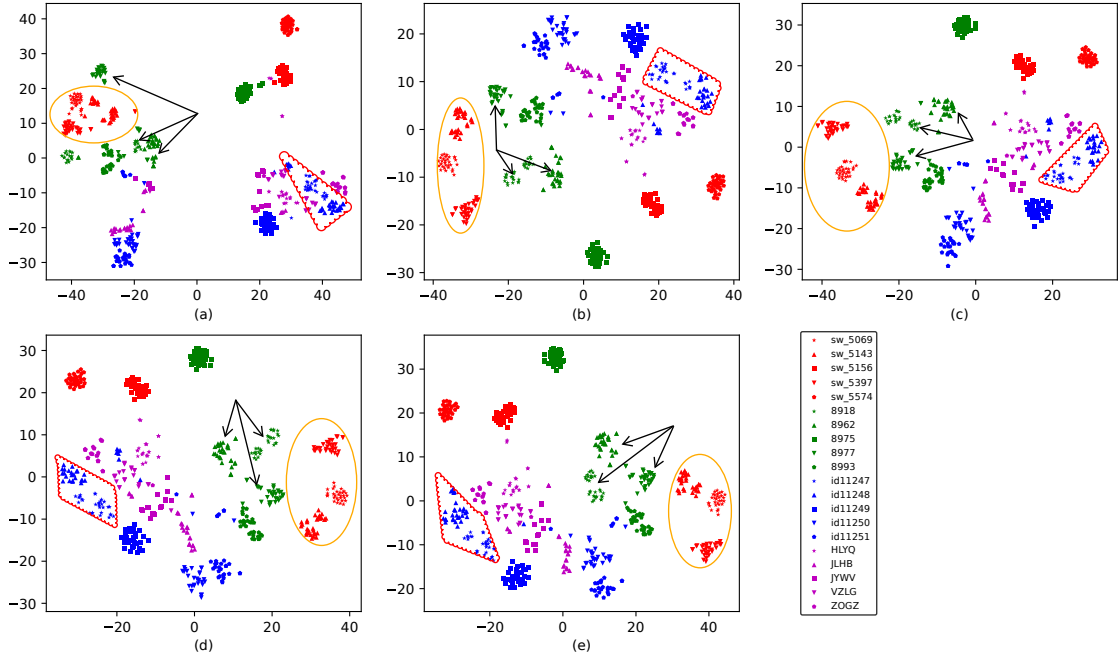 40
30
20
10
0
−10
−20
−30
−40 −20 0 20 40
(a)
20
10
0
−10
−20
−30
−20 0 20 40
(b)
30
20
10
0
−10
−20
−30
−40 −20 0 20
(c)
30
20
10
0
−10
−20
−30
−20 0 20 40
(d)
30
20
10
0
−10
−20
−20 0 20 40
(e)
sw_5069
sw_5143
sw_5156
sw_5397
sw_5574
8918
8962
8975
8977
8993
id11247
id11248
id11249
id11250
id11251
HLYQ
JLHB
JYWV
VZLG
ZOGZ